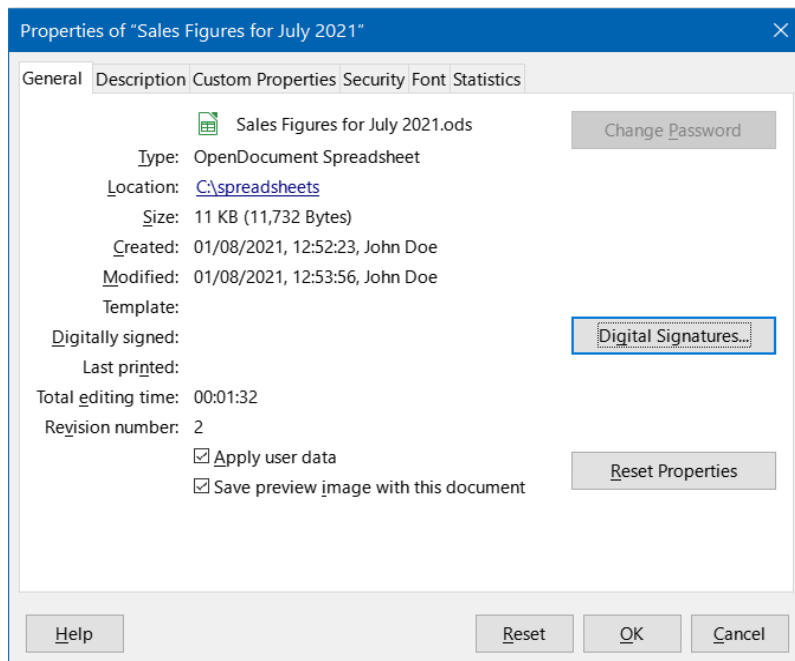 Properties of “Sales Figures for July 2021”
General Description Custom Properties Security Font Statistics
Sales Figures for July 2021.ods
Change Password
Type: OpenDocument Spreadsheet
Location: C:\spreadsheets
Size: 11 KB (11,732 Bytes)
Created: 01/08/2021, 12:52:23, John Doe
Modified: 01/08/2021, 12:53:56, John Doe
Template:
Digitally signed:
Digital Signatures...
Last printed:
Total editing time: 00:01:32
Revision number: 2
Apply user data
Reset Properties
Save preview image with this document
Help Reset OK Cancel